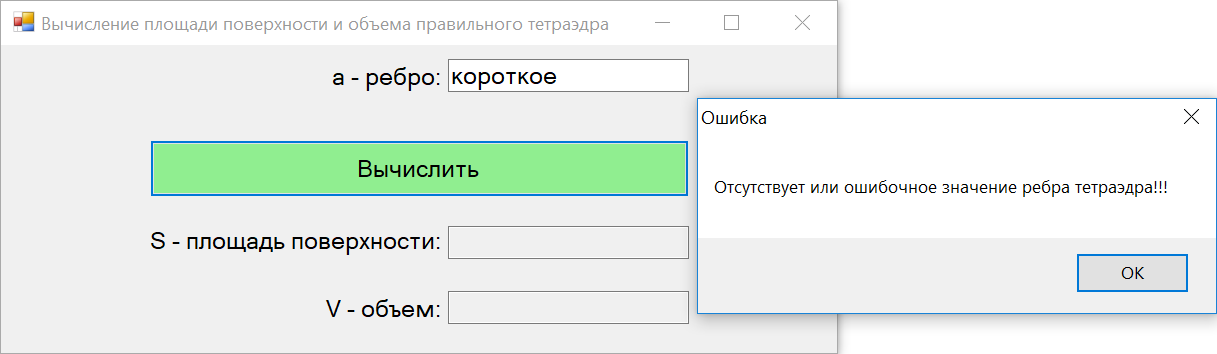 Вычисление площади поверхности и объема правильного тетраэдра
a - ребро: короткое
Вычислить
S - площадь поверхности:
V - объем:
Ошибка
Отсутствует или ошибочное значение ребра тетраэдра!!!
ОК